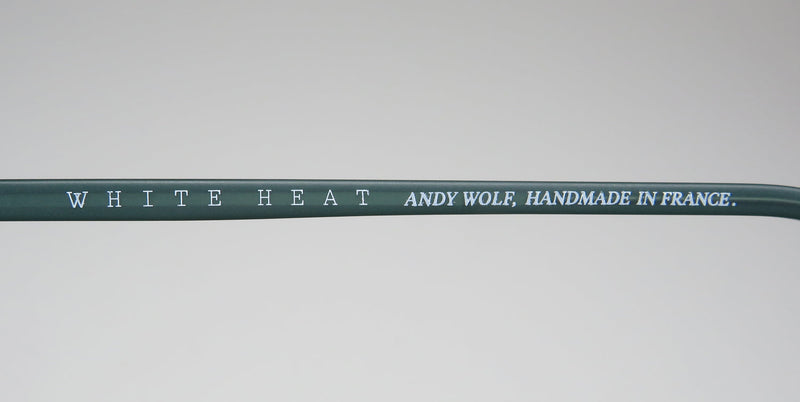 WHITE HEAT ANDY WOLF, HANDMADE IN FRANCE.